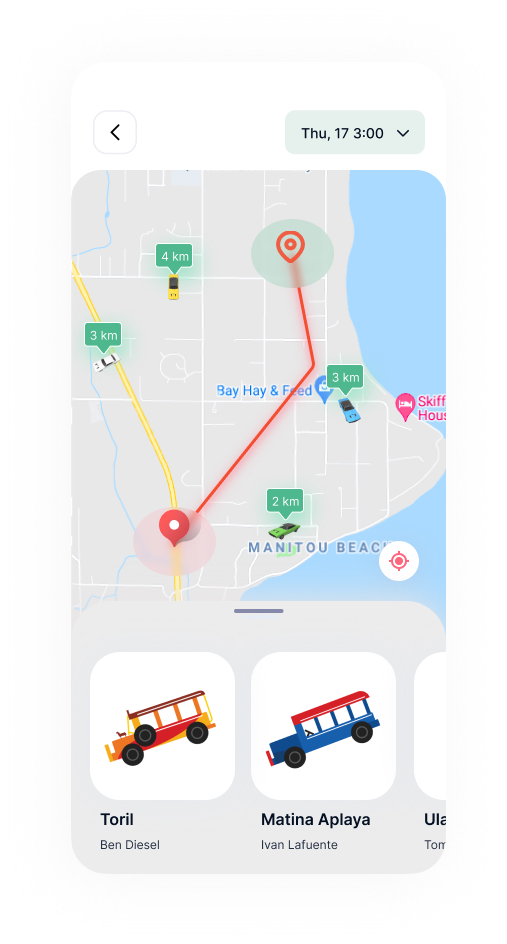 Thu, 17 3:00
4 km
3 km
Bay Hay & Feed
3 km
Skiff
Hous
2 km
MANITOU BEACH
Toril
Matina Aplaya
Ula
Ben Diesel
Ivan Lafuente
Tom